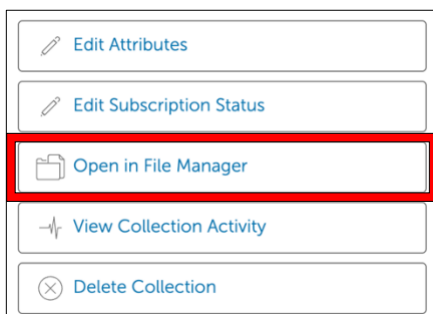 Edit Attributes
Edit Subscription Status
Open in File Manager
View Collection Activity
Delete Collection